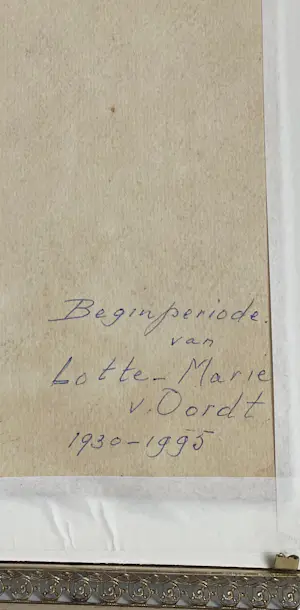 Beginperiode.
van
Lotte-Marie
v. Oordt
1930-1995